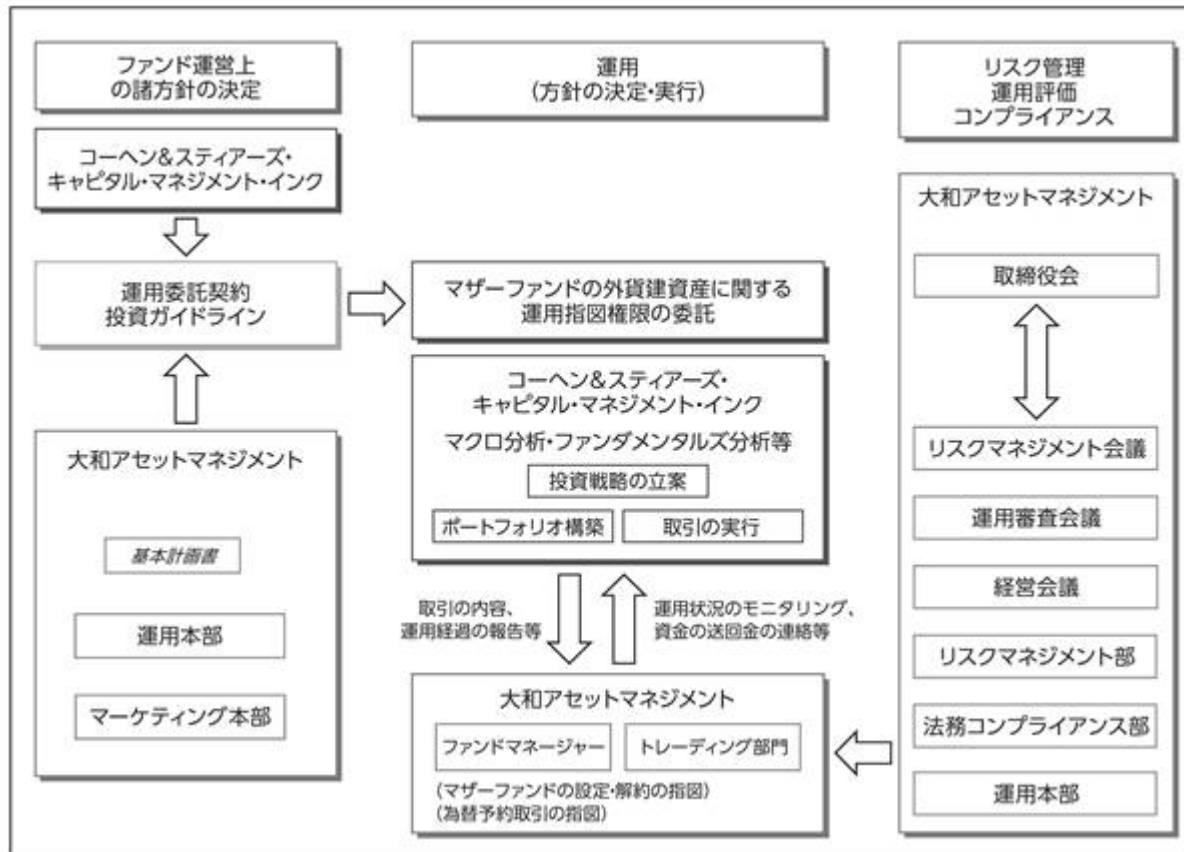 ファンド運営上
の諸方針の決定
コーヘン&スティアーズ・
キャピタル・マネジメント・インク
運用委託契約
投資ガイドライン
大和アセットマネジメント
基本計画書
運用本部
マーケティング本部
運用
(方針の決定・実行)
マザーファンドの外貨建資産に関する
運用指図権限の委託
コーヘン&スティアーズ・
キャピタル・マネジメント・インク
マクロ分析・ファンダメンタルズ分析等
投資戦略の立案
ポートフォリオ構築
取引の実行
取引の内容、
運用経過の報告等
運用状況のモニタリング、
資金の送回金の連絡等
大和アセットマネジメント
ファンドマネージャー
トレーディング部門
(マザーファンドの設定・解約の指図)
(為替予約取引の指図)
リスク管理
運用評価
コンプライアンス
大和アセットマネジメント
取締役会
リスクマネジメント会議
運用審査会議
経営会議
リスクマネジメント部
法務コンプライアンス部
運用本部